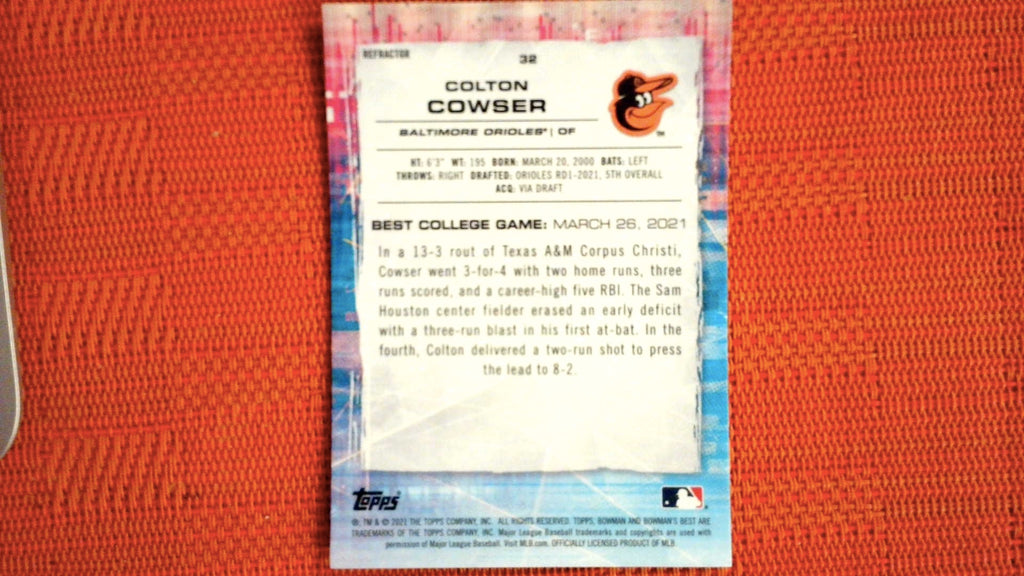 REFRACTOR
32
COLTON
COWSER
BALTIMORE ORIOLES® | OF
TM
HT: 6'3" WT: 195 BORN: MARCH 20, 2000 BATS: LEFT
THROWS: RIGHT DRAFTED: ORIOLES RD1-2021, 5TH OVERALL
ACQ: VIA DRAFT
BEST COLLEGE GAME: MARCH 26, 2021
In a 13-3 rout of Texas A&M Corpus Christi,
Cowser went 3-for-4 with two home runs, three
runs scored, and a career-high five RBI. The Sam
Houston center fielder erased an early deficit
with a three-run blast in his first at-bat. In the
fourth, Colton delivered a two-run shot to press
the lead to 8-2.
Topps
®, TM & © 2021 THE TOPPS COMPANY, INC. ALL RIGHTS RESERVED. TOPPS, BOWMAN AND BOWMAN'S BEST ARE
TRADEMARKS OF THE TOPPS COMPANY, INC. Major League Baseball trademarks and copyrights are used with
permission of Major League Baseball. Visit MLB.com. OFFICIALLY LICENSED PRODUCT OF MLB